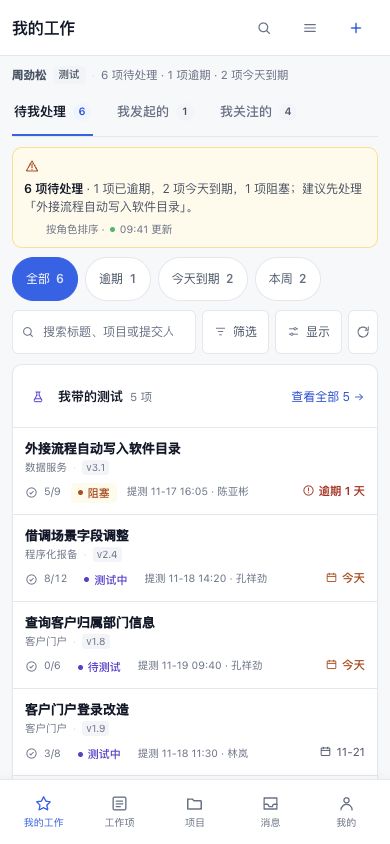 我的工作
周劲松 测试 · 6 项待处理 · 1 项逾期 · 2 项今天到期
待我处理 6 我发起的 1 我关注的 4
6 项待处理 · 1 项已逾期，2 项今天到期，1 项阻塞；建议先处理
「外接流程自动写入软件目录」。
按角色排序 · 09:41 更新
全部 6 逾期 1 今天到期 2 本周 2
搜索标题、项目或提交人 筛选 显示
我带的测试 5 项 查看全部 5 →
外接流程自动写入软件目录
数据服务 · v3.1
5/9 阻塞 提测 11-17 16:05 · 陈亚彬 逾期 1 天
借调场景字段调整
程序化报备 · v2.4
8/12 测试中 提测 11-18 14:20 · 孔祥劲 今天
查询客户归属部门信息
客户门户 · v1.8
0/6 待测试 提测 11-19 09:40 · 孔祥劲 今天
客户门户登录改造
客户门户 · v1.9
3/8 测试中 提测 11-18 11:30 · 林岚 11-21
我的工作 工作项 项目 消息 我的